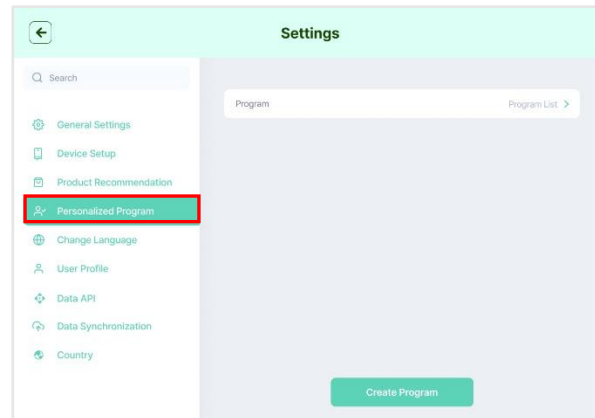 Settings
Search
General Settings
Device Setup
Product Recommendation
Personalized Program
Change Language
User Profile
Data API
Data Synchronization
Country
Program Program List >
Create Program